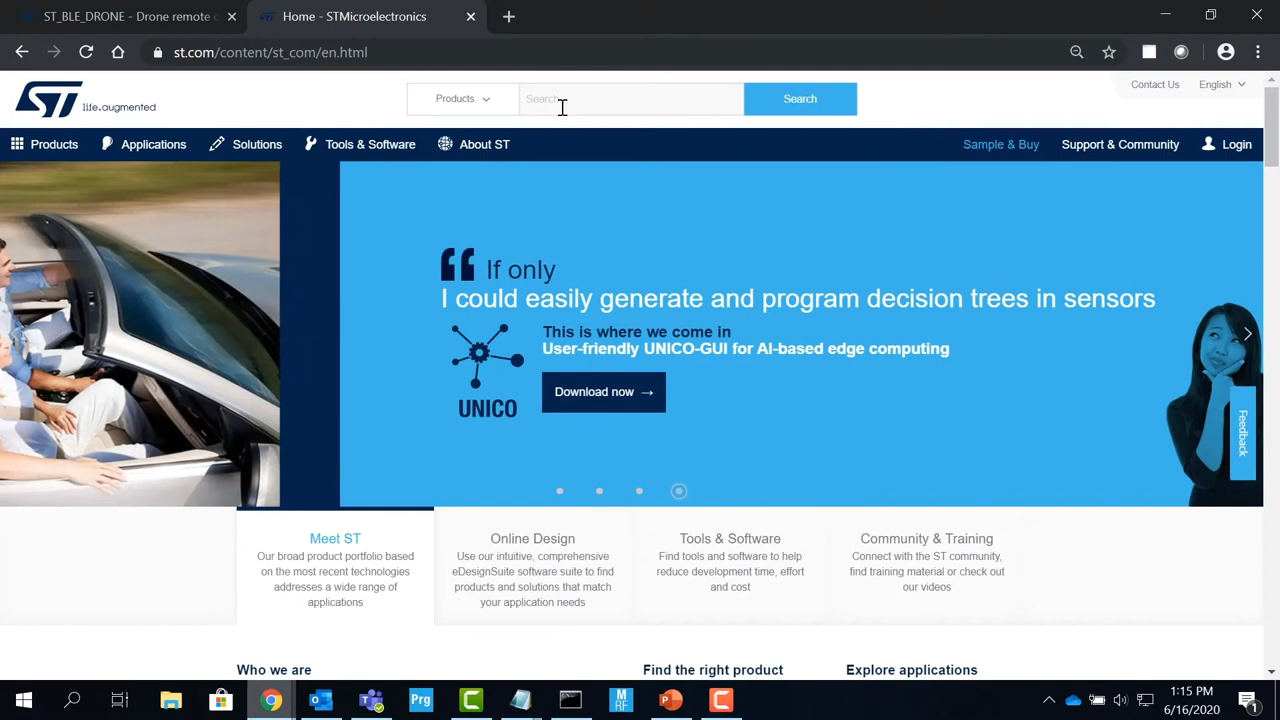 ST_BLE_DRONE - Drone remote c
Home - STMicroelectronics
st.com/content/st_com/en.html
ST life.augmented
Products
Search
Search
Contact Us
English
Products
Applications
Solutions
Tools & Software
About ST
Sample & Buy
Support & Community
Login
If only
I could easily generate and program decision trees in sensors
This is where we come in
User-friendly UNICO-GUI for AI-based edge computing
UNICO
Download now →
Feedback
Meet ST
Our broad product portfolio based
on the most recent technologies
addresses a wide range of
applications
Online Design
Use our intuitive, comprehensive
eDesignSuite software suite to find
products and solutions that match
your application needs
Tools & Software
Find tools and software to help
reduce development time, effort
and cost
Community & Training
Connect with the ST community,
find training material or check out
our videos
Who we are
Find the right product
Explore applications
Prg
M
RF
1:15 PM
6/16/2020
1